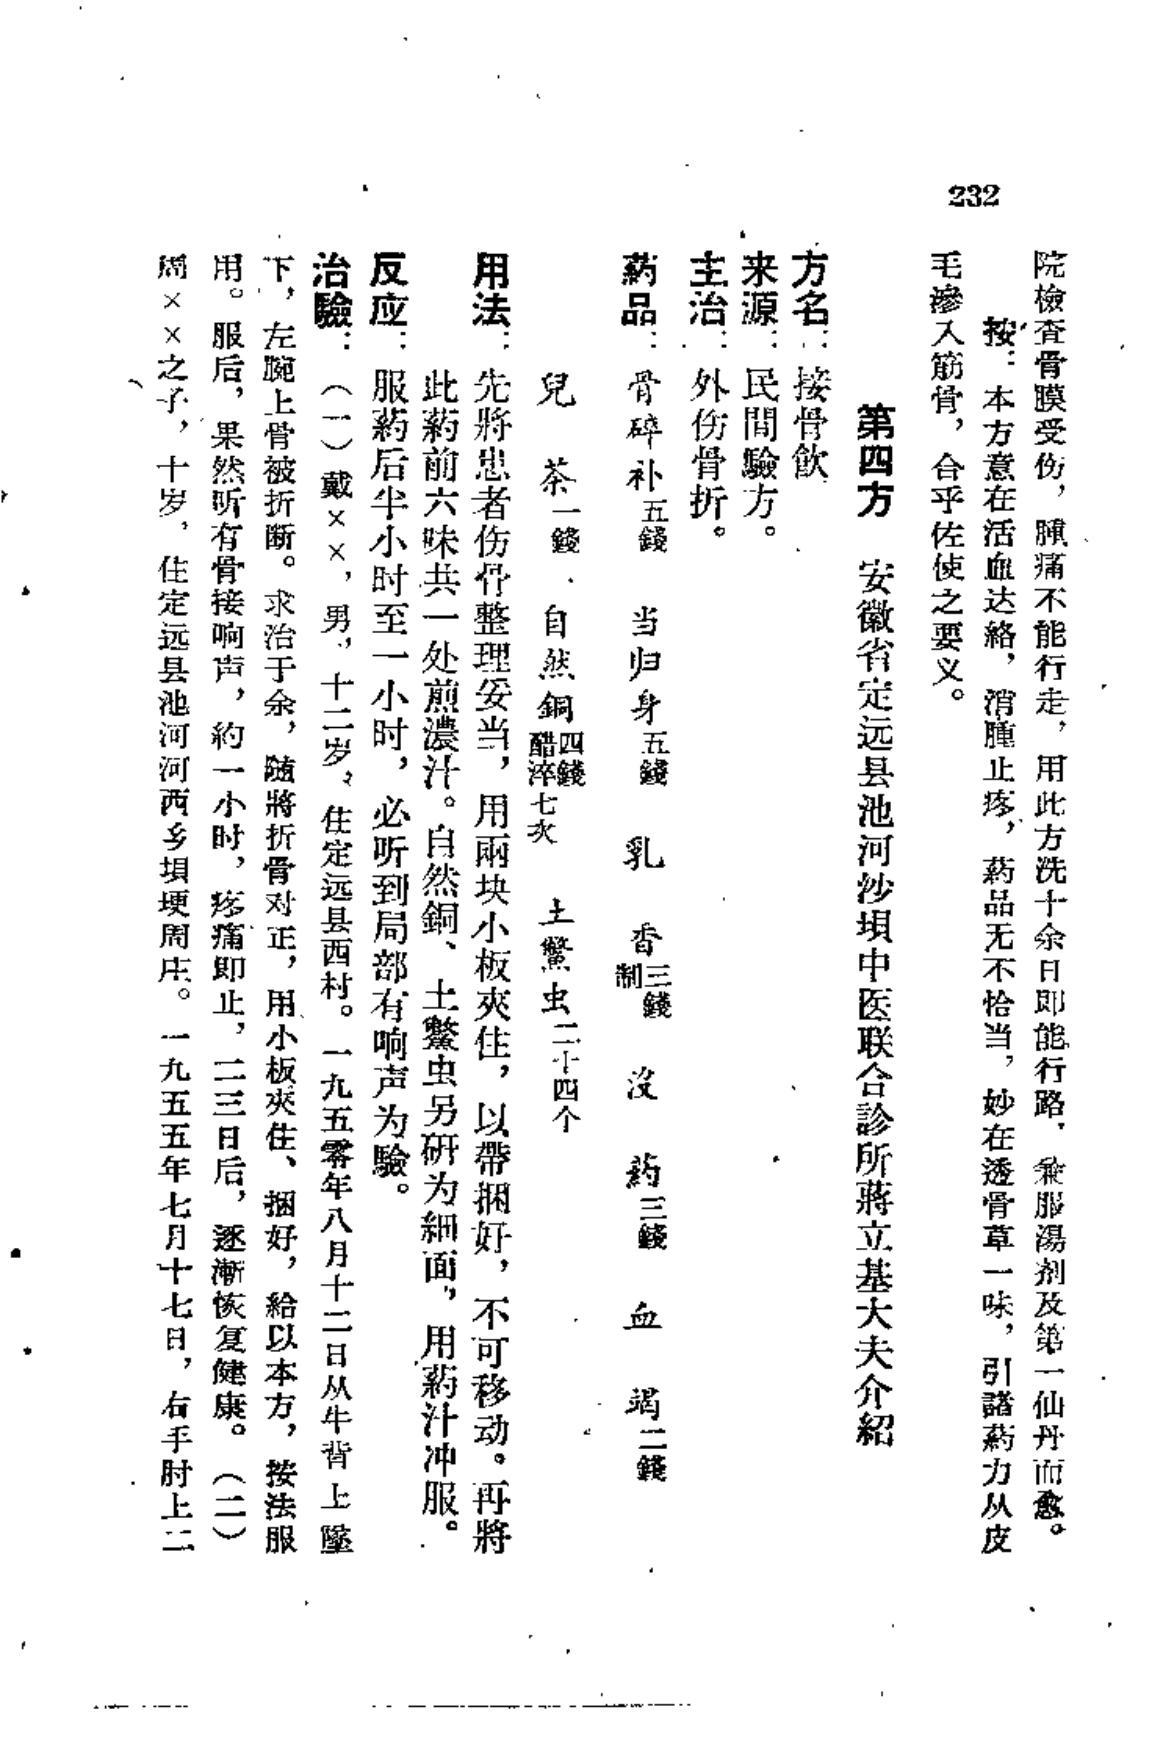 232
院檢査骨膜受伤，腫痛不能行走，用此方洗十余日即能行路，兼服湯剂及第一仙丹而愈。
按：本方意在活血达絡，消腫止疼，葯品无不恰当，妙在透骨草一味，引諸葯力从皮
毛滲入筋骨，合乎佐使之要义。
第四方　安徽省定远县池河沙垻中医联合診所蔣立基大夫介紹
方名：接骨飲
来源：民間驗方。
主治：外伤骨折。
葯品：骨碎补五錢　当归身五錢　乳香三錢制　沒葯三錢　血竭二錢
兒茶一錢　自然銅四錢醋淬七次　土鱉虫二十四个
用法：先將患者伤骨整理妥当，用兩块小板夾住，以帶捆好，不可移动。再將
此葯前六味共一处煎濃汁。自然銅、土鱉虫另研为細面，用葯汁冲服。
反应：服葯后半小时至一小时，必听到局部有响声为驗。
治驗：（一）戴××，男，十二岁，住定远县西村。一九五零年八月十二日从牛背上墜
下，左腕上骨被折断。求治于余，随將折骨对正，用小板夾住、捆好，給以本方，按法服
用。服后，果然听有骨接响声，約一小时，疼痛即止，二三日后，逐漸恢复健康。（二）
周××之子，十岁，住定远县池河河西乡垻埂周庄。一九五五年七月十七日，右手肘上二